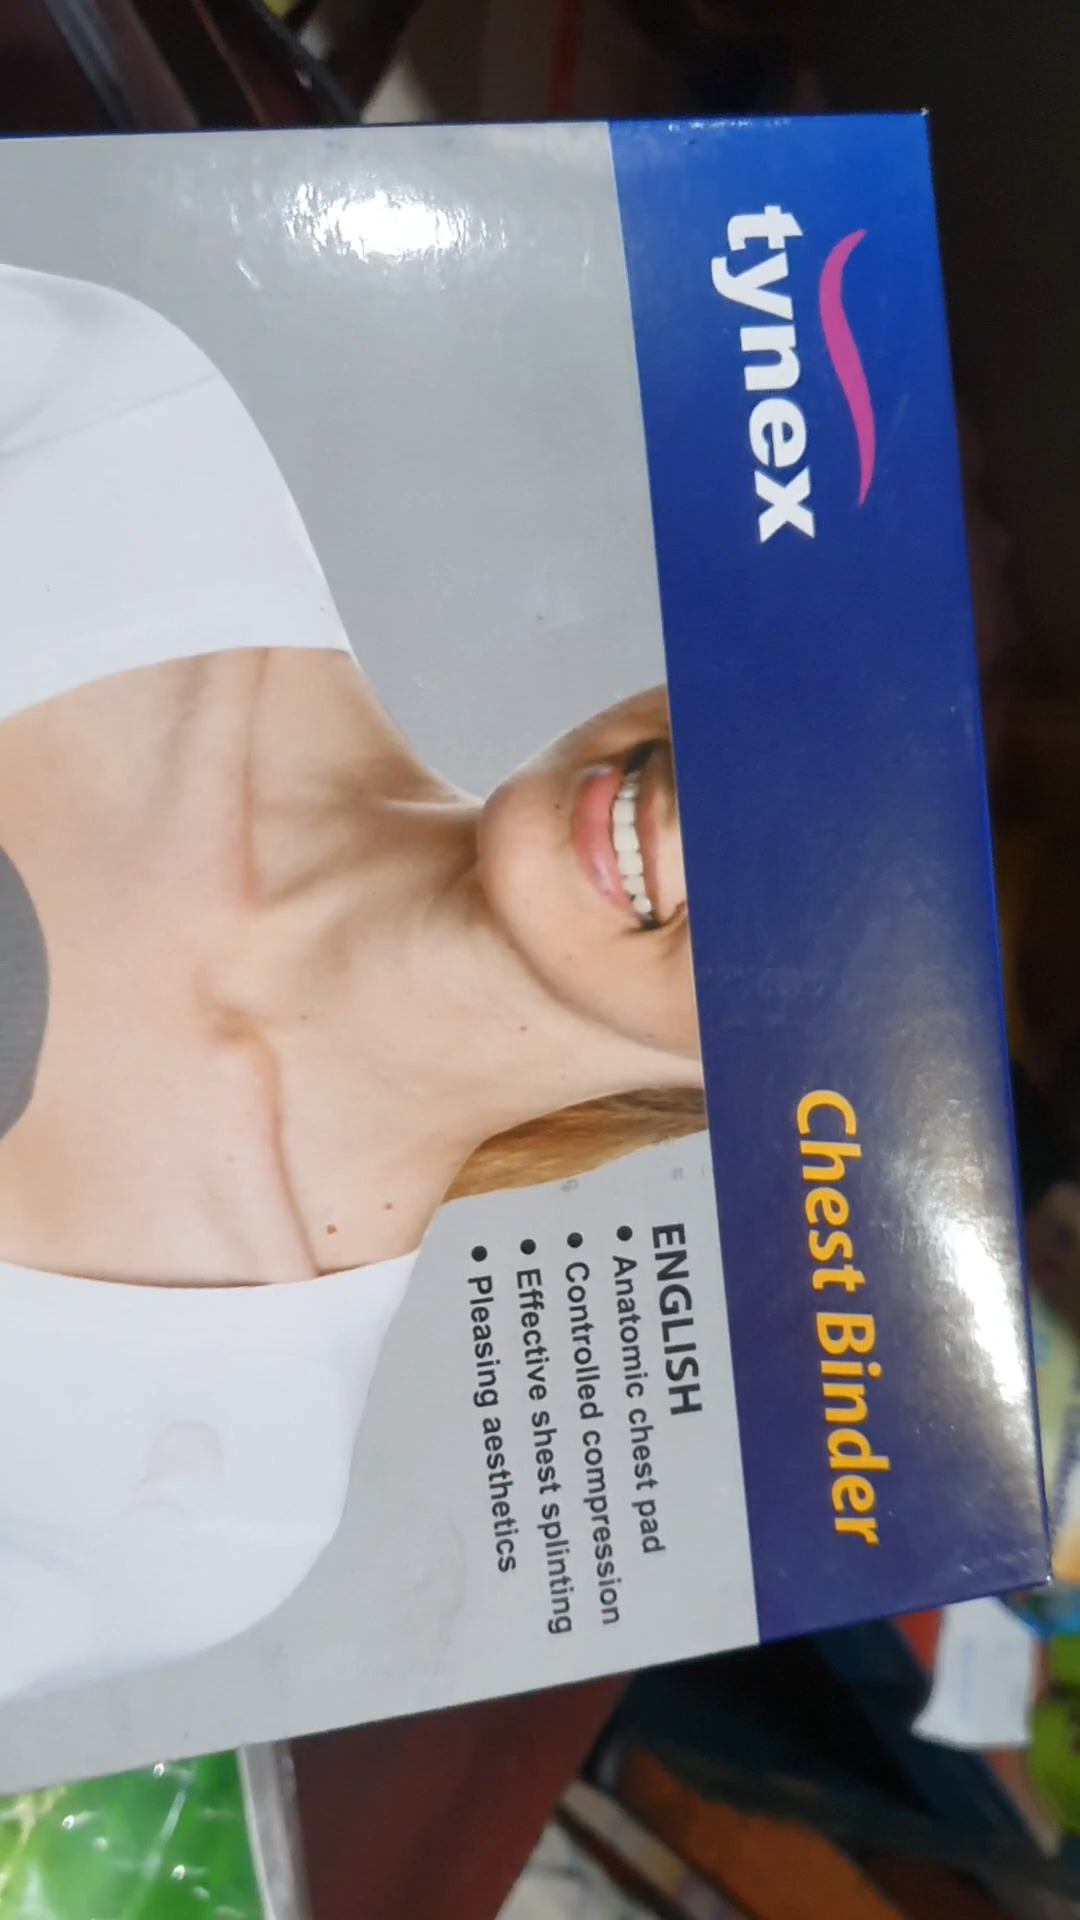 tynex
Chest Binder
ENGLISH
• Anatomic chest pad
• Controlled compression
• Effective shest splinting
• Pleasing aesthetics